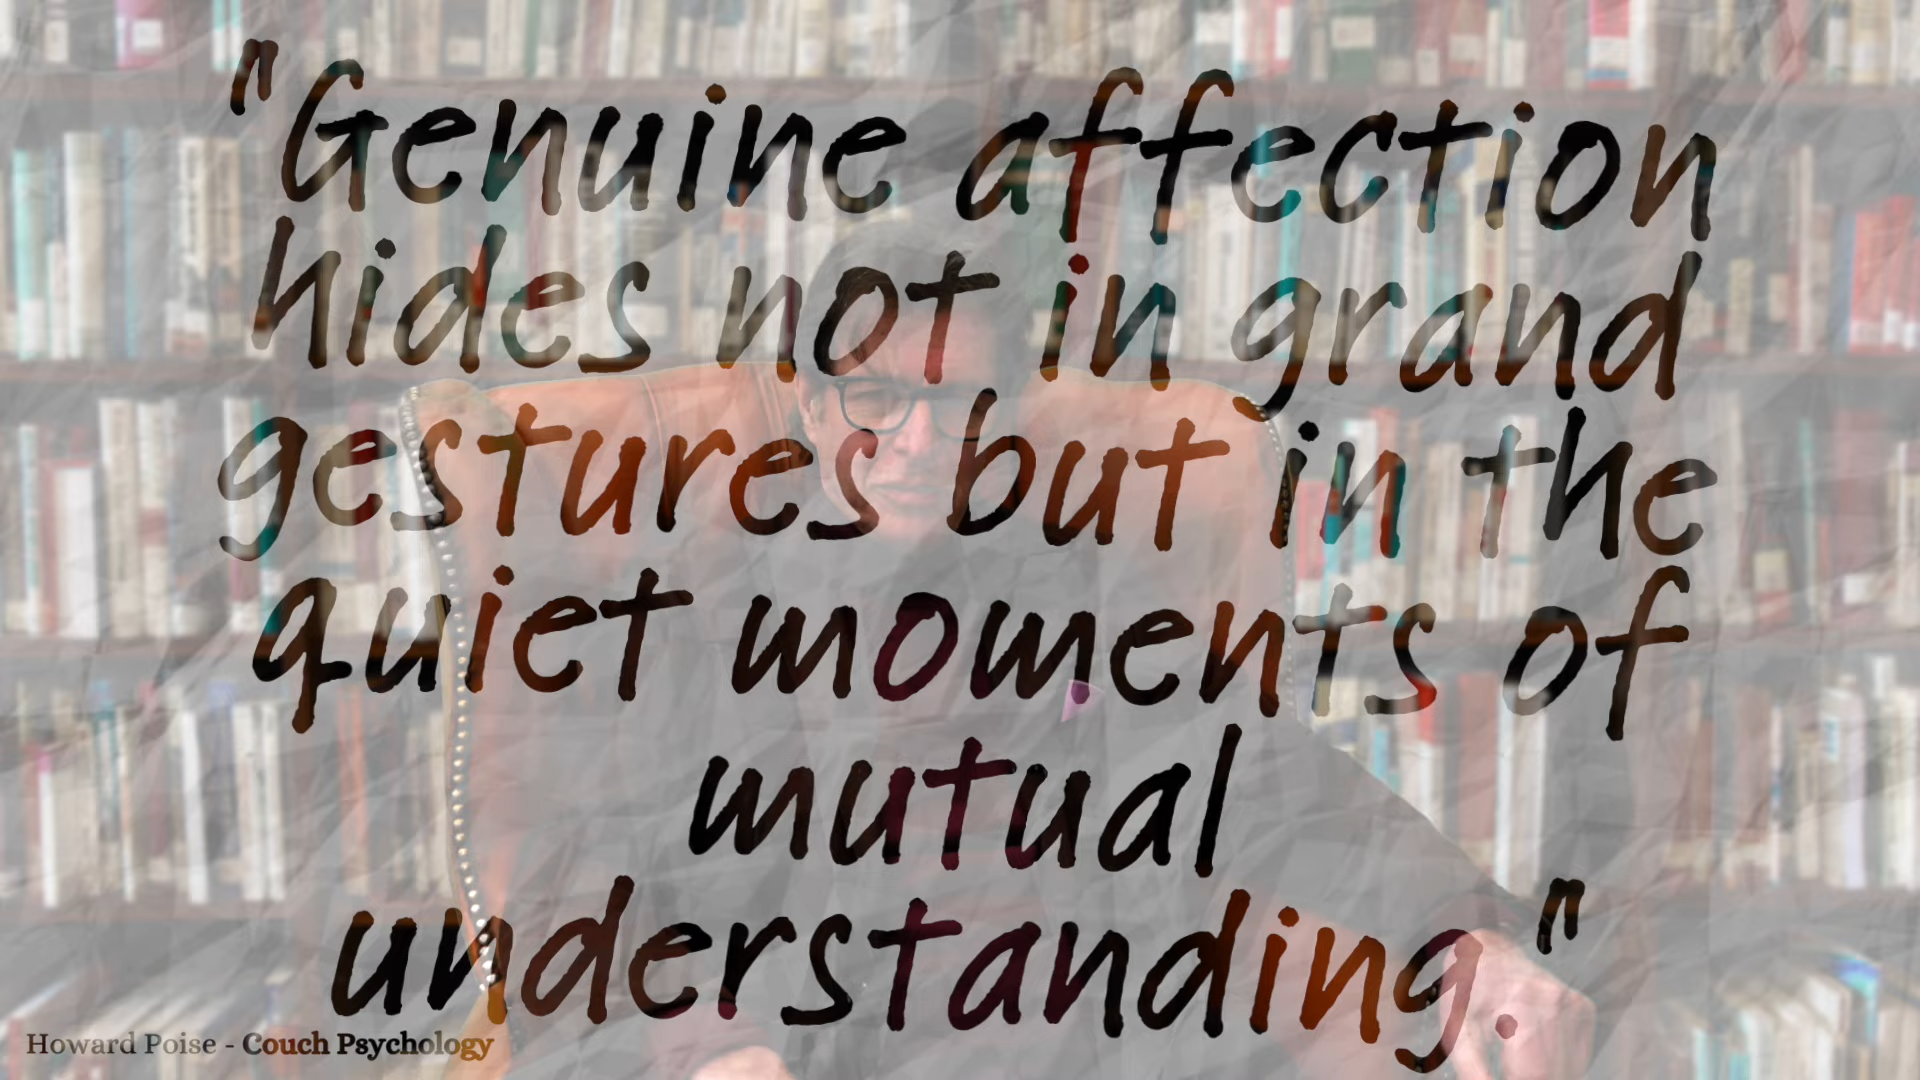 "Genuine affection
hides not in grand
gestures but in the
quiet moments of
mutual
understanding."
Howard Poise - Couch Psychology